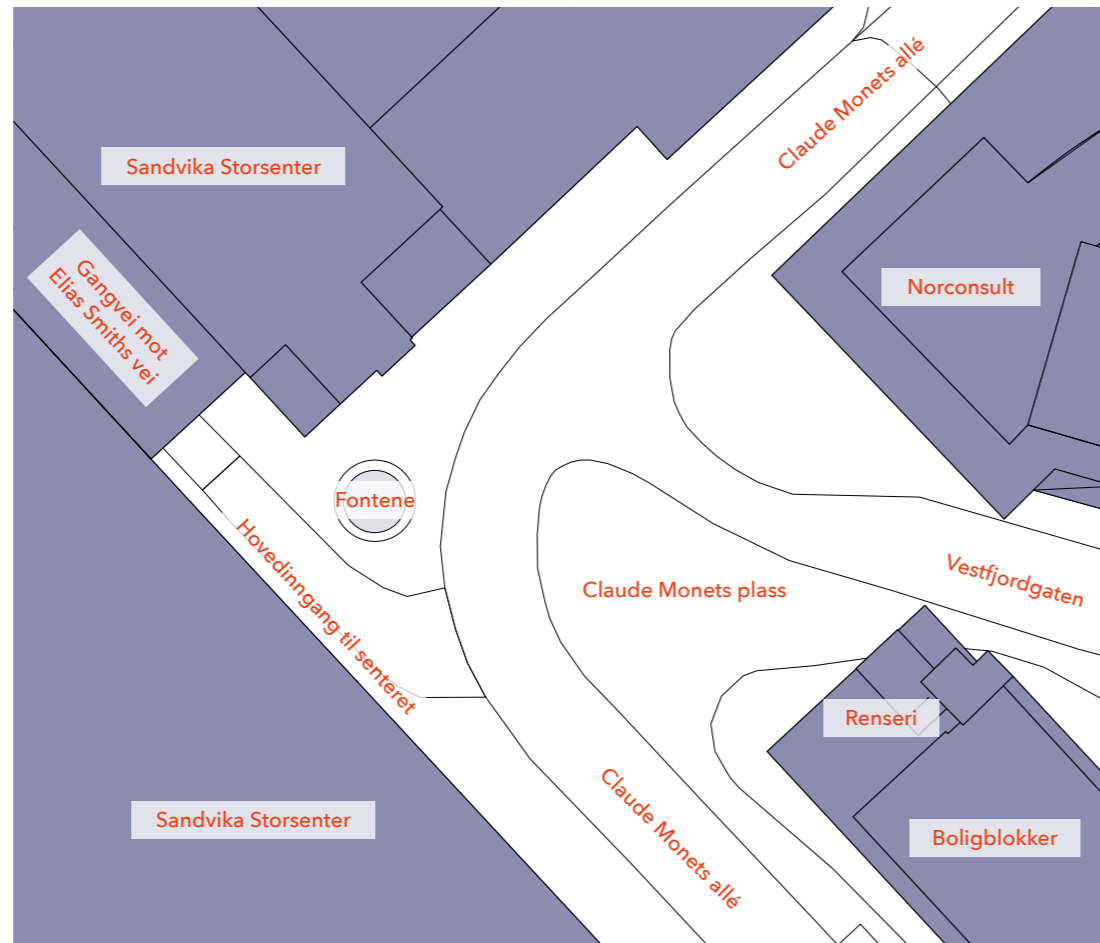 Claude Monets allé
Sandvika Storsenter
Gangvei mot
Elias Smiths vei
Norconsult
Fontene
Hovedinngang til senteret
Claude Monets plass
Vestfjordgaten
Renseri
Claude Monets allé
Sandvika Storsenter
Boligblokker